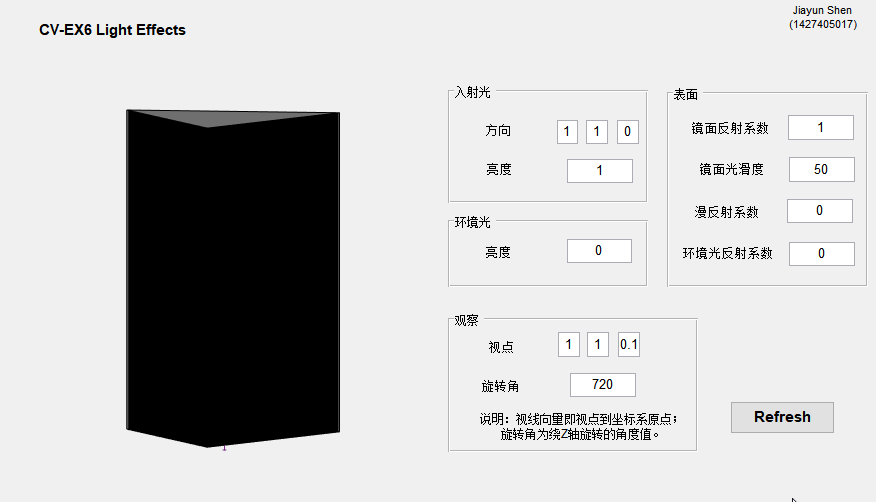 CV-EX6 Light Effects
Jiayun Shen
(1427405017)
入射光
方向 1 1 0
亮度 1
环境光
亮度 0
表面
镜面反射系数 1
镜面光滑度 50
漫反射系数 0
环境光反射系数 0
观察
视点 1 1 0.1
旋转角 720
说明：视线向量即视点到坐标系原点；
旋转角为绕Z轴旋转的角度值。
Refresh